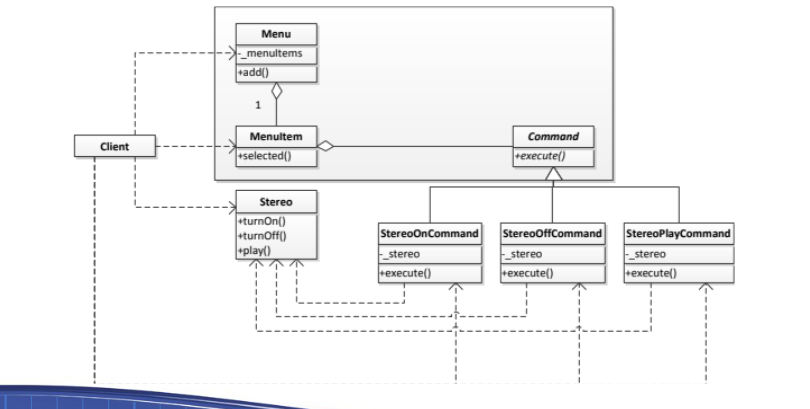 Menu
-_menuItems
+add()
1
MenuItem
+selected()
Command
+execute()
Client
Stereo
+turnOn()
+turnOff()
+play()
StereoOnCommand
-_stereo
+execute()
StereoOffCommand
-_stereo
+execute()
StereoPlayCommand
-_stereo
+execute()